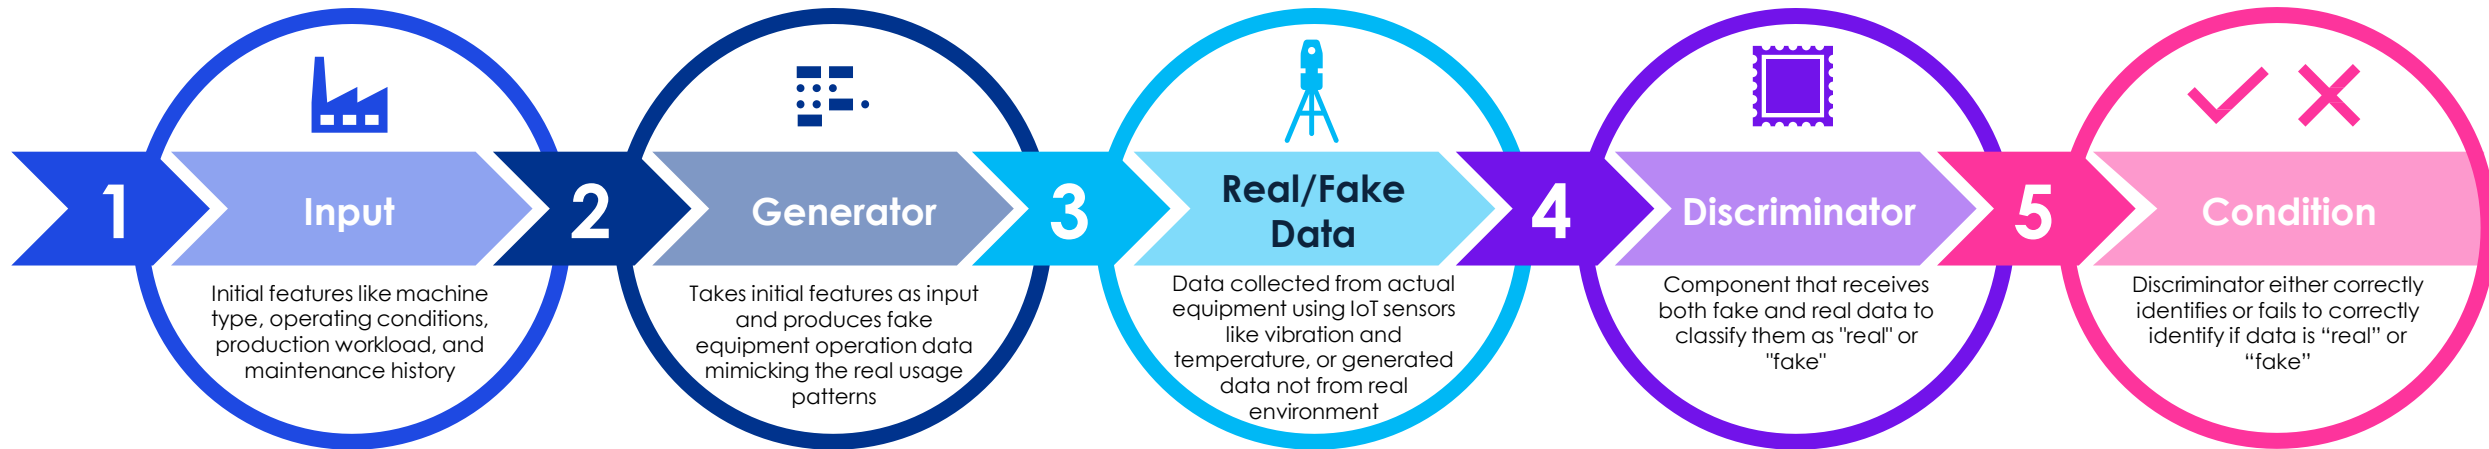 1
Input
Initial features like machine
type, operating conditions,
production workload, and
maintenance history
2
Generator
Takes initial features as input
and produces fake
equipment operation data
mimicking the real usage
patterns
3
Real/Fake
Data
Data collected from actual
equipment using IoT sensors
like vibration and
temperature, or generated
data not from real
environment
4
Discriminator
Component that receives
both fake and real data to
classify them as "real" or
"fake"
5
Condition
Discriminator either correctly
identifies or fails to correctly
identify if data is “real” or
“fake”